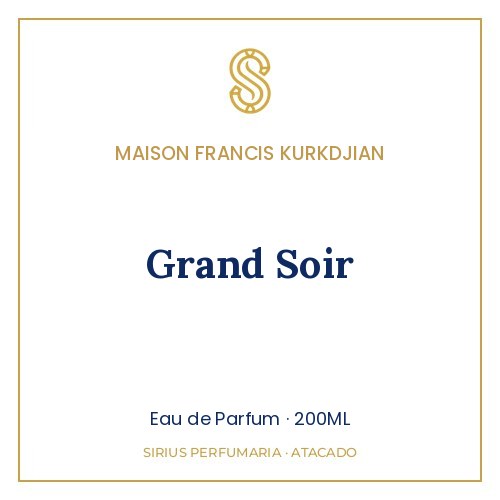 MAISON FRANCIS KURKDJIAN
Grand Soir
Eau de Parfum · 200ML
SIRIUS PERFUMARIA · ATACADO